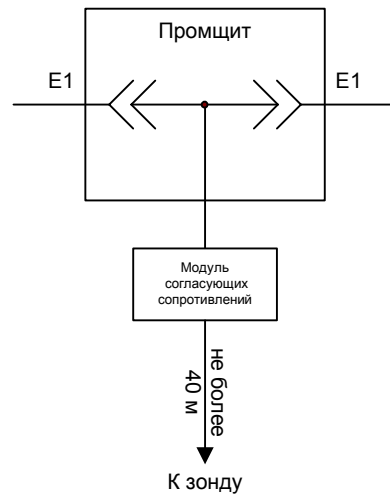 Промщит
E1
E1
Модуль
согласующих
сопротивлений
не более
40 м
К зонду